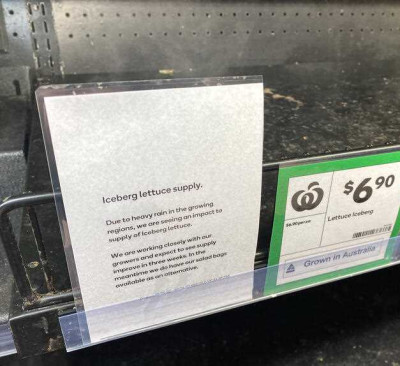 Iceberg lettuce supply.
Due to heavy rain in the growing
regions, we are seeing an impact to
supply of Iceberg lettuce.
We are working closely with our
growers and expect to see supply
improve in three weeks. In the
meantime we do have our salad bags
available as an alternative.
$6.90
Lettuce Iceberg
Grown in Australia